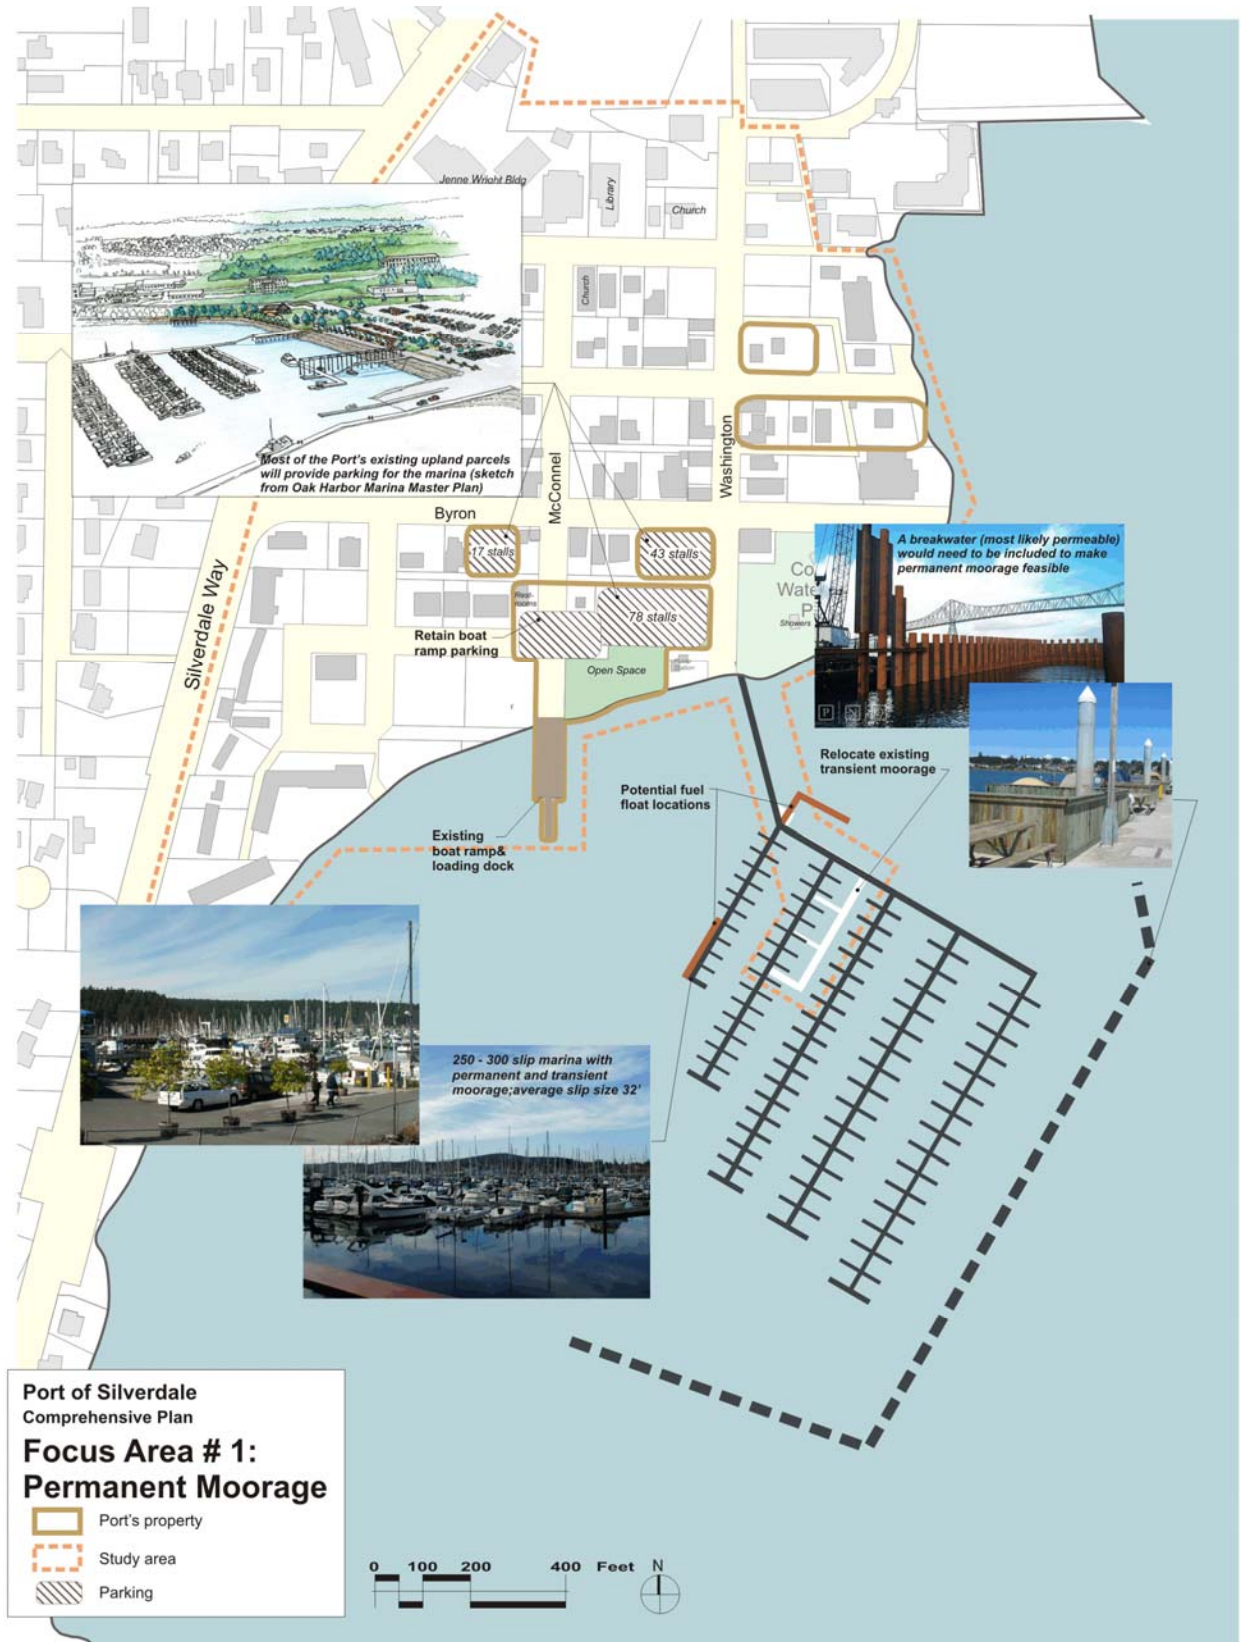 Jenne Wright Bldg
Library
Church
Church
Most of the Port's existing upland parcels
will provide parking for the marina (sketch
from Oak Harbor Marina Master Plan)
McConnel
Washington
Byron
Silverdale Way
17 stalls
43 stalls
A breakwater (most likely permeable)
would need to be included to make
permanent moorage feasible
Co
Wate
P
Showers
Rest-
rooms
78 stalls
Retain boat
ramp parking
Open Space
Station
P
N
Relocate existing
transient moorage
Potential fuel
float locations
Existing
boat ramp&
loading dock
250 - 300 slip marina with
permanent and transient
moorage;average slip size 32'
Port of Silverdale
Comprehensive Plan
Focus Area # 1:
Permanent Moorage
Port's property
Study area
Parking
0 100 200 400 Feet N